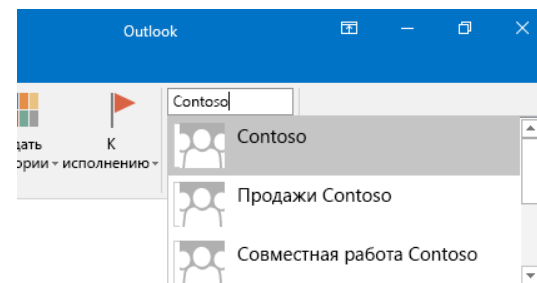 Outlook
Contoso
дать
ории
К
исполнению
Contoso
Продажи Contoso
Совместная работа Contoso